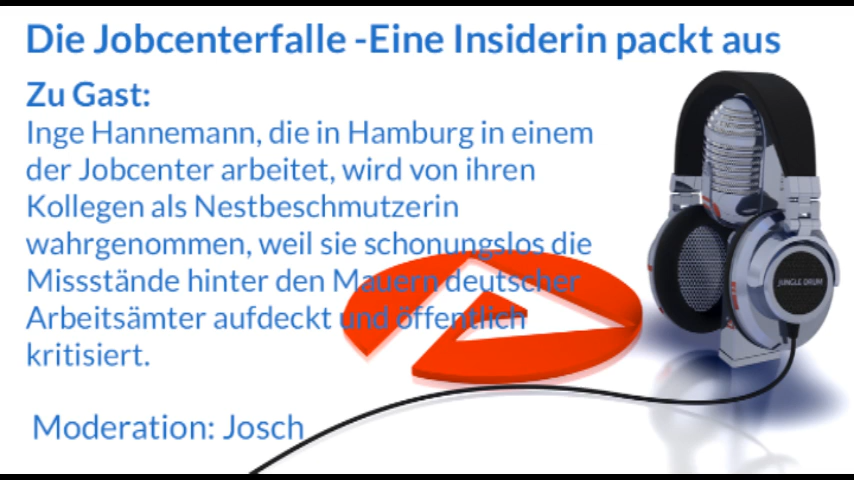 Die Jobcenterfalle -Eine Insiderin packt aus
Zu Gast:
Inge Hannemann, die in Hamburg in einem
der Jobcenter arbeitet, wird von ihren
Kollegen als Nestbeschmutzerin
wahrgenommen, weil sie schonungslos die
Missstände hinter den Mauern deutscher
Arbeitsämter aufdeckt und öffentlich
kritisiert.
Moderation: Josch
JUNGLE DRUM